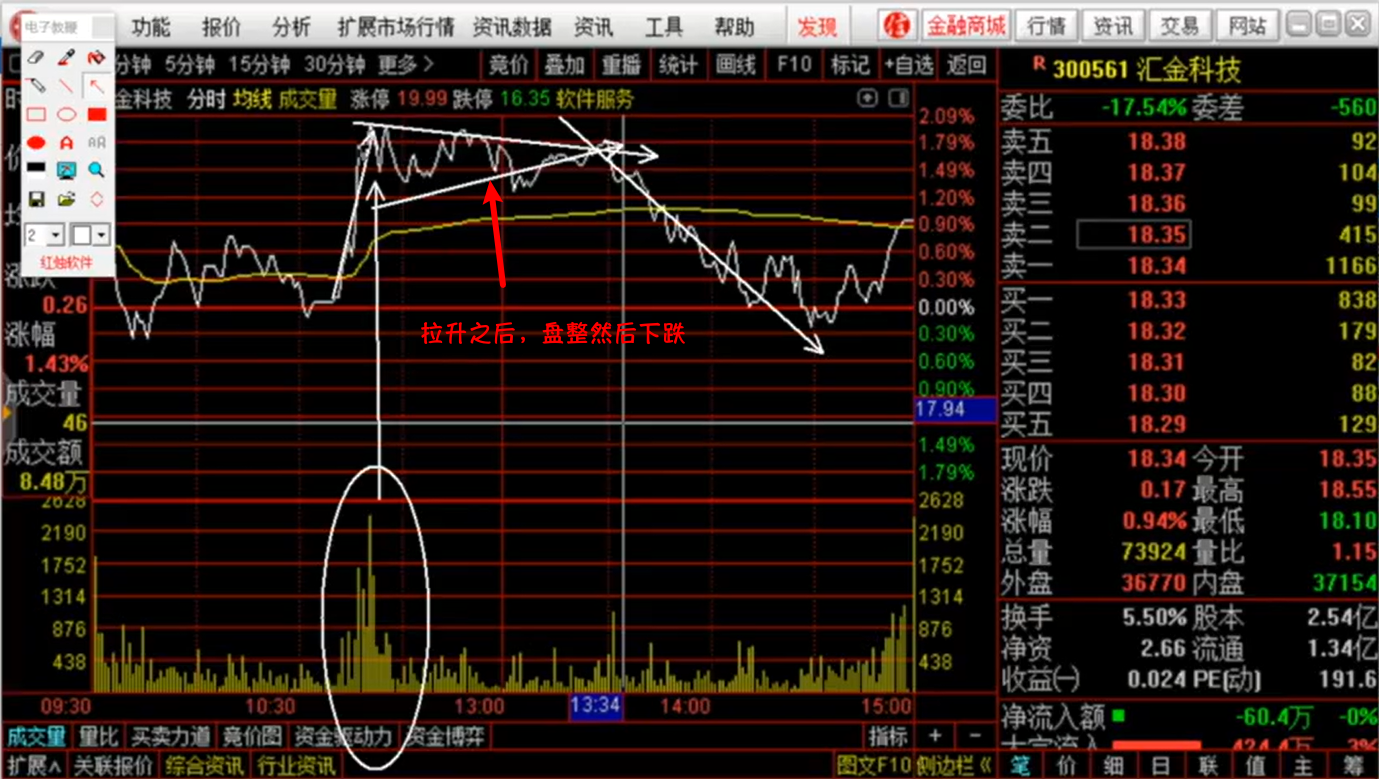 电子教鞭 功能 报价 分析 扩展市场行情 资讯数据 资讯 工具 帮助 发现 信 金融商城 行情 资讯 交易 网站
分钟 5分钟 15分钟 30分钟 更多 竞价 叠加 重播 统计 画线 F10 标记 +自选 返回
R 300561 汇金科技
金科技 分时 均线 成交量 涨停 19.99 跌停 16.35 软件服务
2
红烛软件
0.26
涨幅
1.43%
成交量
46
成交额
8.48万
2628
2190
1752
1314
876
438
拉升之后，盘整然后下跌
2.09%
1.79%
1.49%
1.20%
0.90%
0.60%
0.30%
0.00%
0.30%
0.60%
0.90%
17.94
1.49%
1.79%
2628
2190
1752
1314
876
438
09:30 10:30 13:00 13:34 14:00 15:00
成交量 量比 买卖力道 竞价图 资金驱动力 资金博弈 指标 + −
扩展∧ 关联报价 综合资讯 行业资讯 图文F10 侧边栏《
委比 -17.54% 委差 -560
卖五 18.38 92
卖四 18.37 104
卖三 18.36 99
卖二 18.35 415
卖一 18.34 1166
买一 18.33 838
买二 18.32 179
买三 18.31 82
买四 18.30 88
买五 18.29 129
现价 18.34 今开 18.35
涨跌 0.17 最高 18.55
涨幅 0.94% 最低 18.10
总量 73924 量比 1.15
外盘 36770 内盘 37154
换手 5.50% 股本 2.54亿
净资 2.66 流通 1.34亿
收益㈠ 0.024 PE(动) 191.6
净流入额 -60.4万 -0%
笔 价 细 日 联 值 主 筹